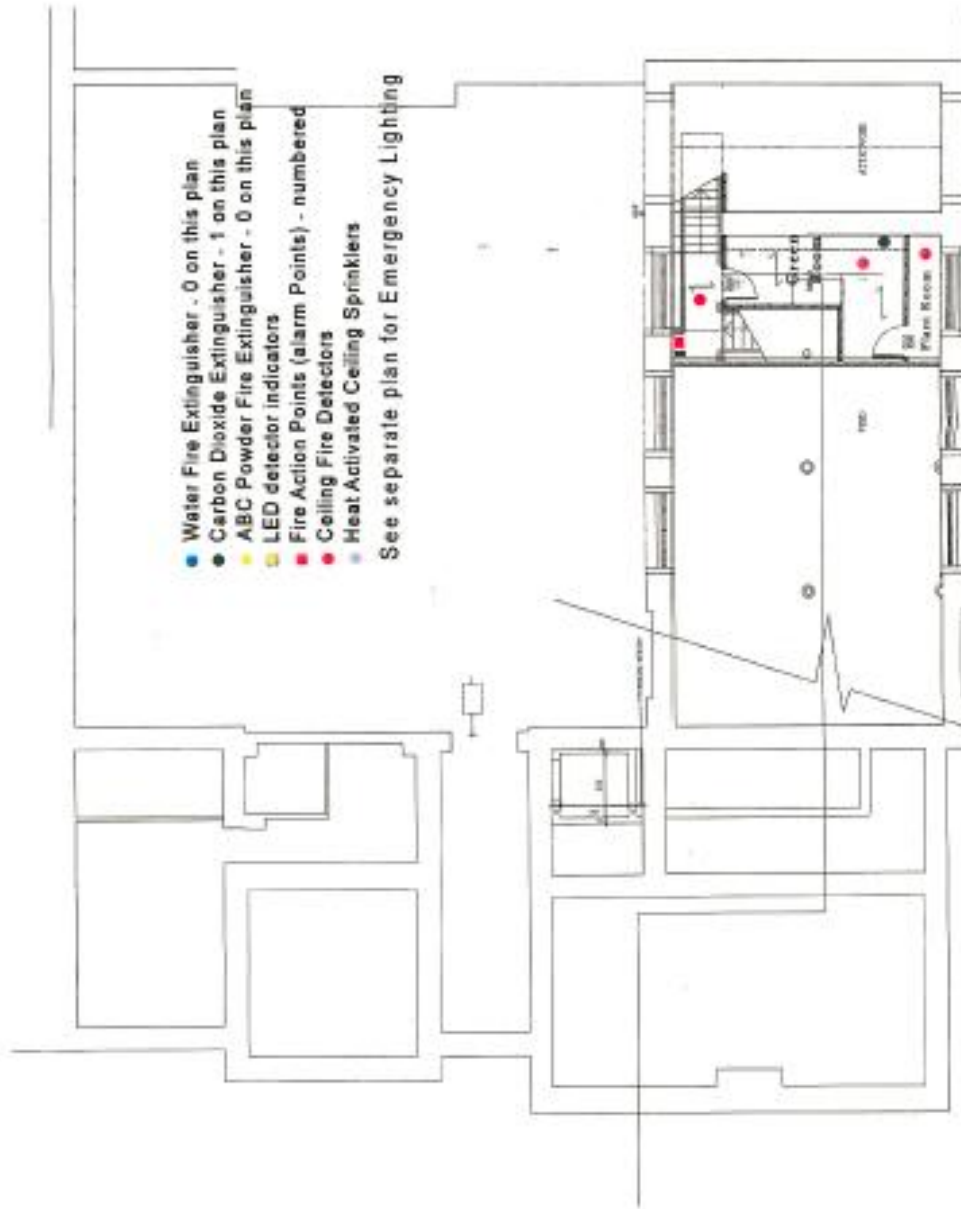 Water Fire Extinguisher - 0 on this plan
Carbon Dioxide Extinguisher - 1 on this plan
ABC Powder Fire Extinguisher - 0 on this plan
LED detector indicators
Fire Action Points (alarm Points) - numbered
Ceiling Fire Detectors
Heat Activated Ceiling Sprinklers
See separate plan for Emergency Lighting
1
Green
Room
Plant Room